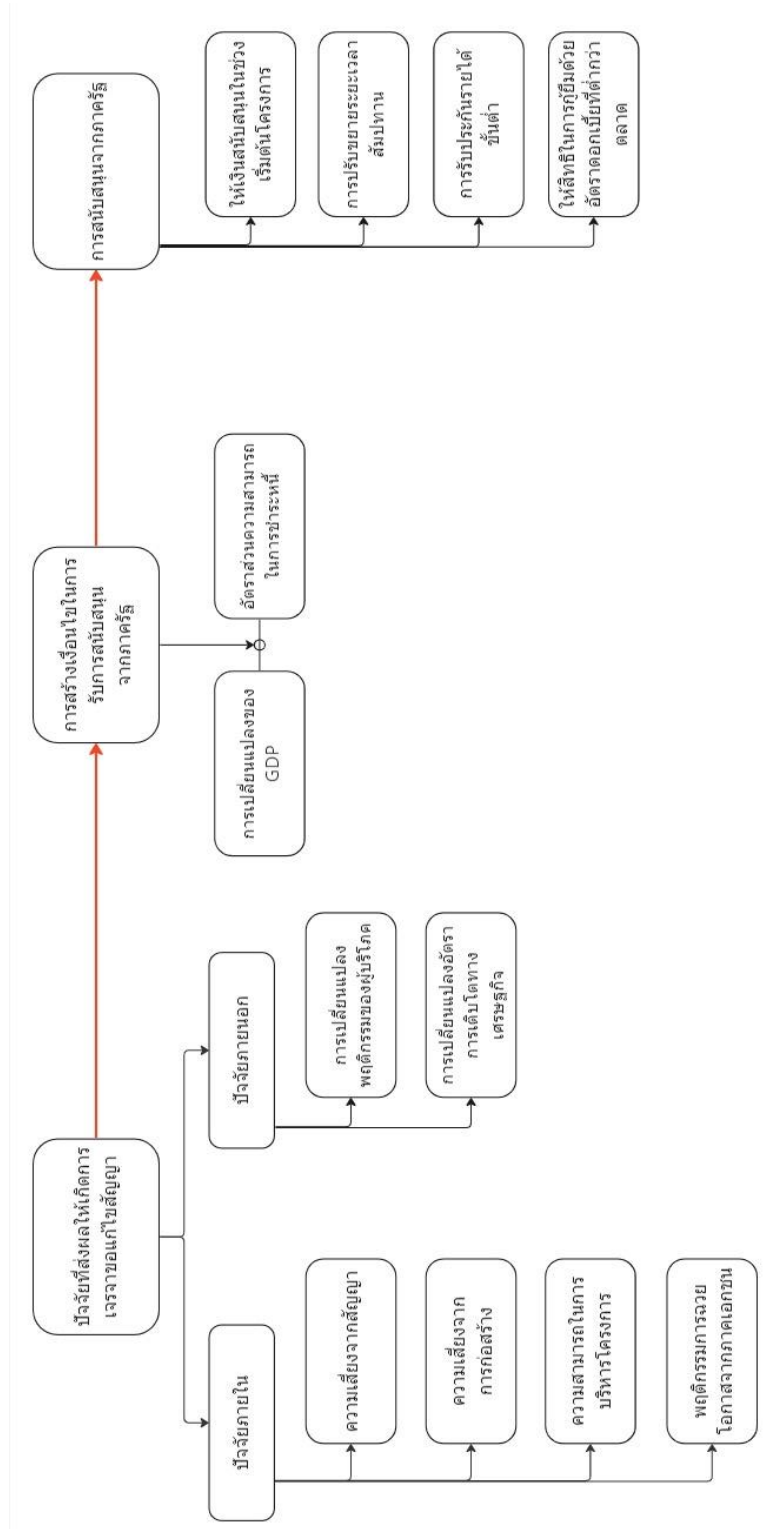 ปัจจัยที่ส่งผลให้เกิดการ
เจรจาขอแก้ไขสัญญา
การสร้างเงื่อนไขในการ
รับการสนับสนุน
จากภาครัฐ
การสนับสนุนจากภาครัฐ
ปัจจัยภายใน
ความเสี่ยงจากสัญญา
ความเสี่ยงจาก
การก่อสร้าง
ความสามารถในการ
บริหารโครงการ
พฤติกรรมการฉวย
โอกาสจากภาคเอกชน
ปัจจัยภายนอก
การเปลี่ยนแปลง
พฤติกรรมของผู้บริโภค
การเปลี่ยนแปลงอัตรา
การเติบโตทาง
เศรษฐกิจ
การเปลี่ยนแปลงของ
GDP
อัตราส่วนความสามารถ
ในการชำระหนี้
ให้เงินสนับสนุนในช่วง
เริ่มต้นโครงการ
การปรับขยายระยะเวลา
สัมปทาน
การรับประกันรายได้
ขั้นต่ำ
ให้สิทธิในการกู้ยืมด้วย
อัตราดอกเบี้ยที่ต่ำกว่า
ตลาด